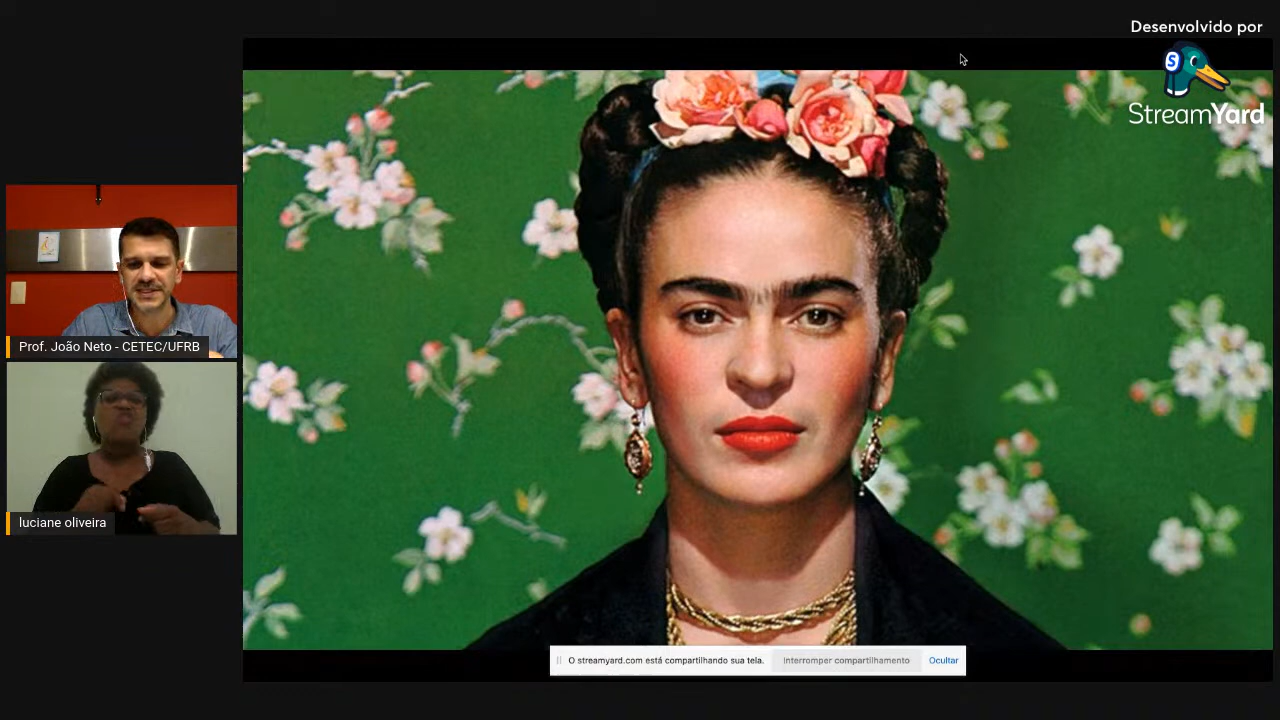 Desenvolvido por
StreamYard
Prof. João Neto - CETEC/UFRB
luciane oliveira
O streamyard.com está compartilhando sua tela. Interromper compartilhamento Ocultar